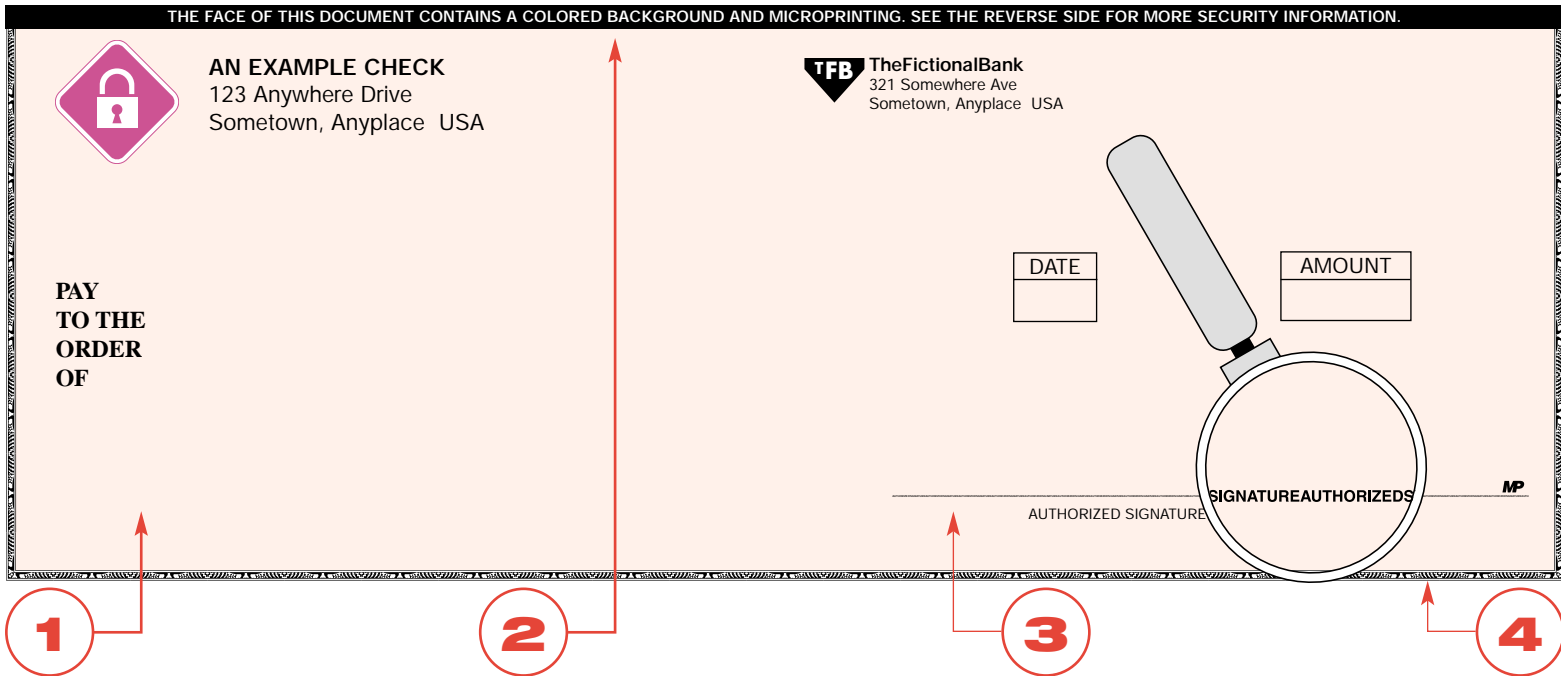 THE FACE OF THIS DOCUMENT CONTAINS A COLORED BACKGROUND AND MICROPRINTING. SEE THE REVERSE SIDE FOR MORE SECURITY INFORMATION.
AN EXAMPLE CHECK
123 Anywhere Drive
Sometown, Anyplace USA
TFB
TheFictionalBank
321 Somewhere Ave
Sometown, Anyplace USA
DATE
AMOUNT
PAY
TO THE
ORDER
OF
SIGNATUREAUTHORIZEDS
MP
AUTHORIZED SIGNATURE
1
2
3
4